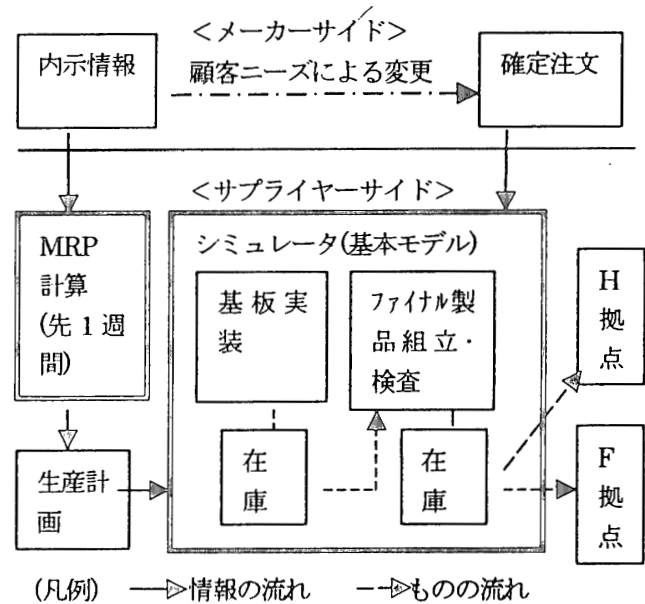 ＜メーカーサイド＞
内示情報
顧客ニーズによる変更
確定注文
＜サプライヤーサイド＞
MRP
計算
(先１週
間)
シミュレータ(基本モデル)
基板実
装
ﾌｧｲﾅﾙ製
品組立・
検査
H
拠
点
生産計
画
在
庫
在
庫
F
拠
点
(凡例)
情報の流れ
ものの流れ